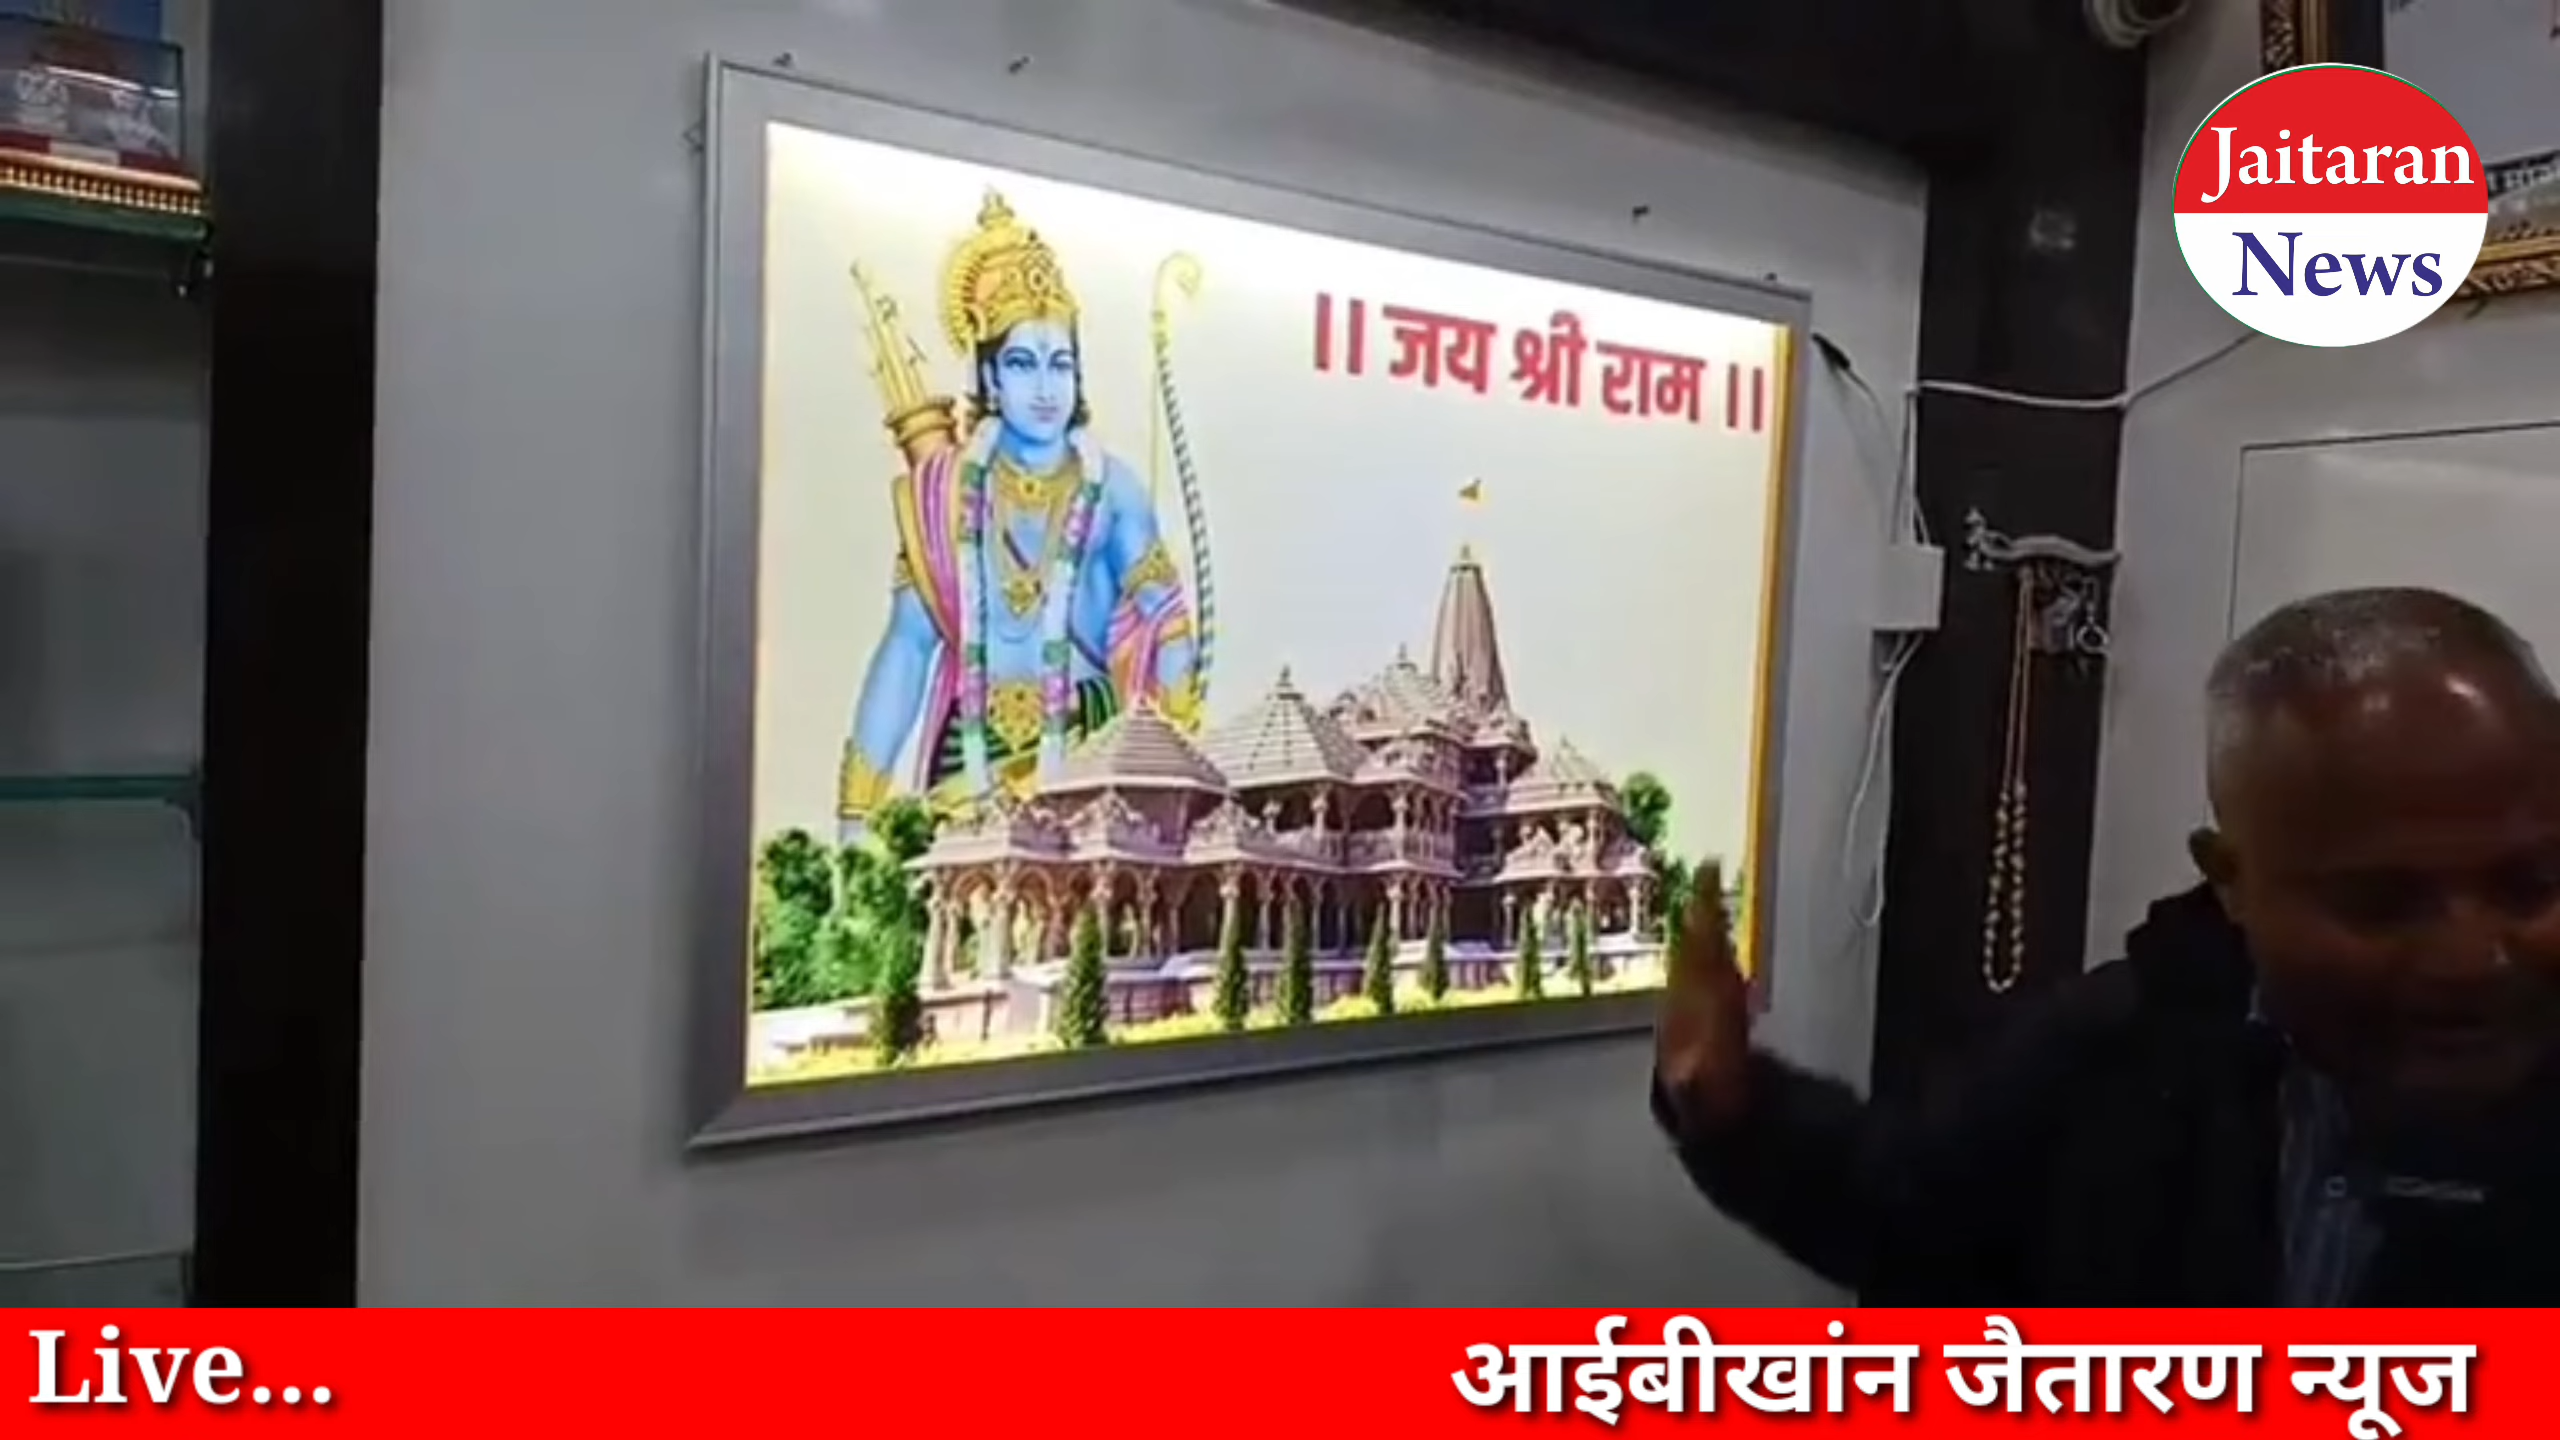 Jaitaran
News
।। जय श्री राम ।।
Live...
आईबीखांन जैतारण न्यूज